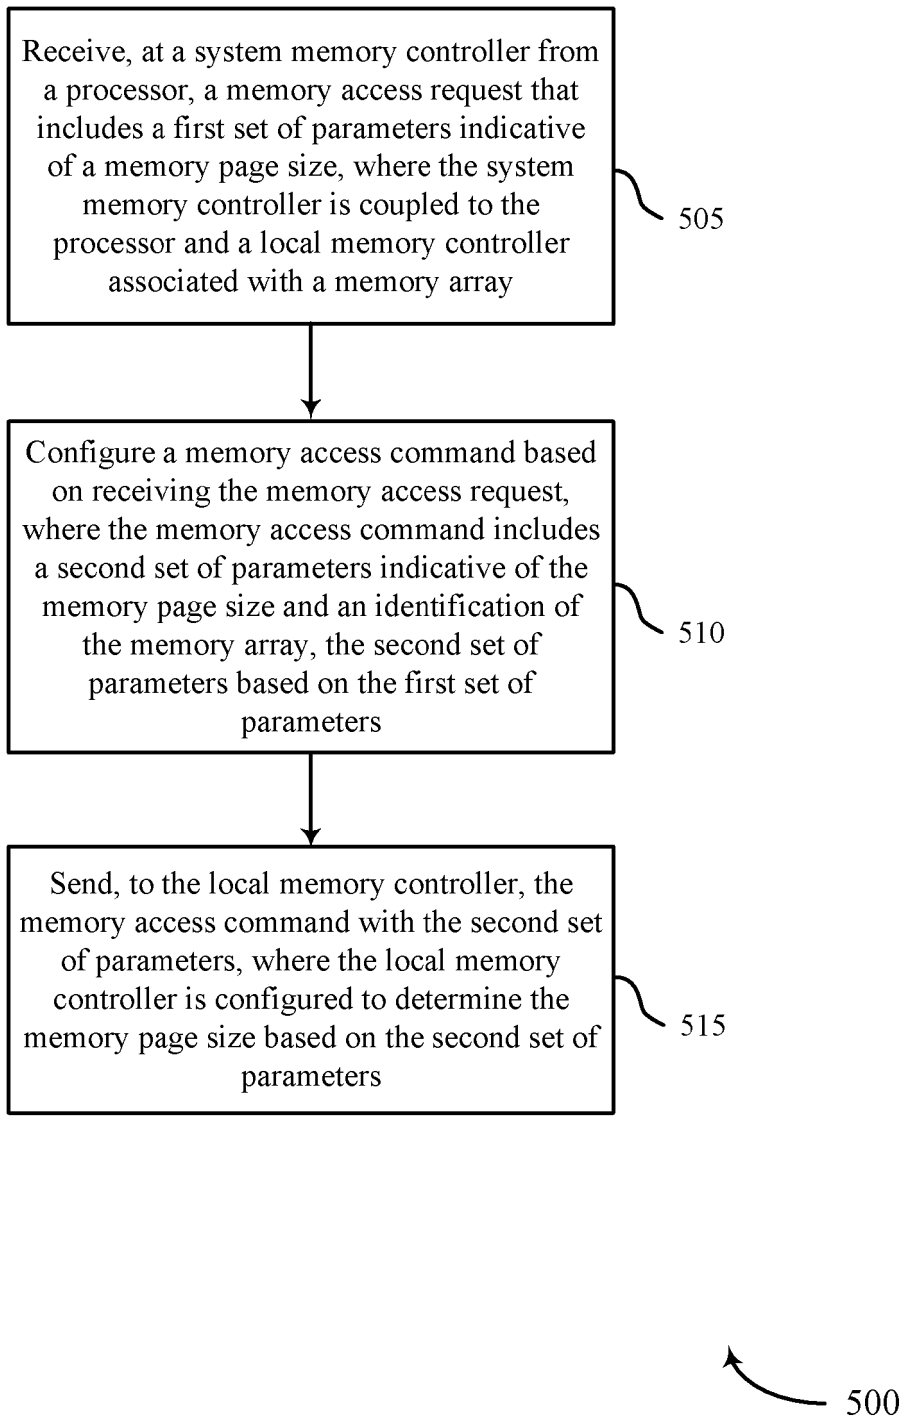 Receive, at a system memory controller from
a processor, a memory access request that
includes a first set of parameters indicative
of a memory page size, where the system
memory controller is coupled to the
processor and a local memory controller
associated with a memory array
505
Configure a memory access command based
on receiving the memory access request,
where the memory access command includes
a second set of parameters indicative of the
memory page size and an identification of
the memory array, the second set of
parameters based on the first set of
parameters
510
Send, to the local memory controller, the
memory access command with the second set
of parameters, where the local memory
controller is configured to determine the
memory page size based on the second set of
parameters
515
500